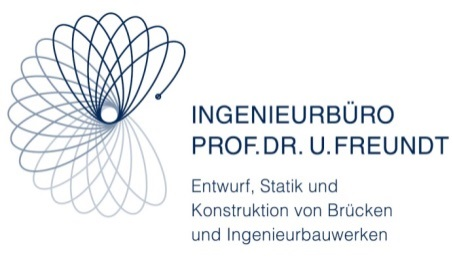 INGENIEURBÜRO
PROF.DR. U.FREUNDT
Entwurf, Statik und
Konstruktion von Brücken
und Ingenieurbauwerken